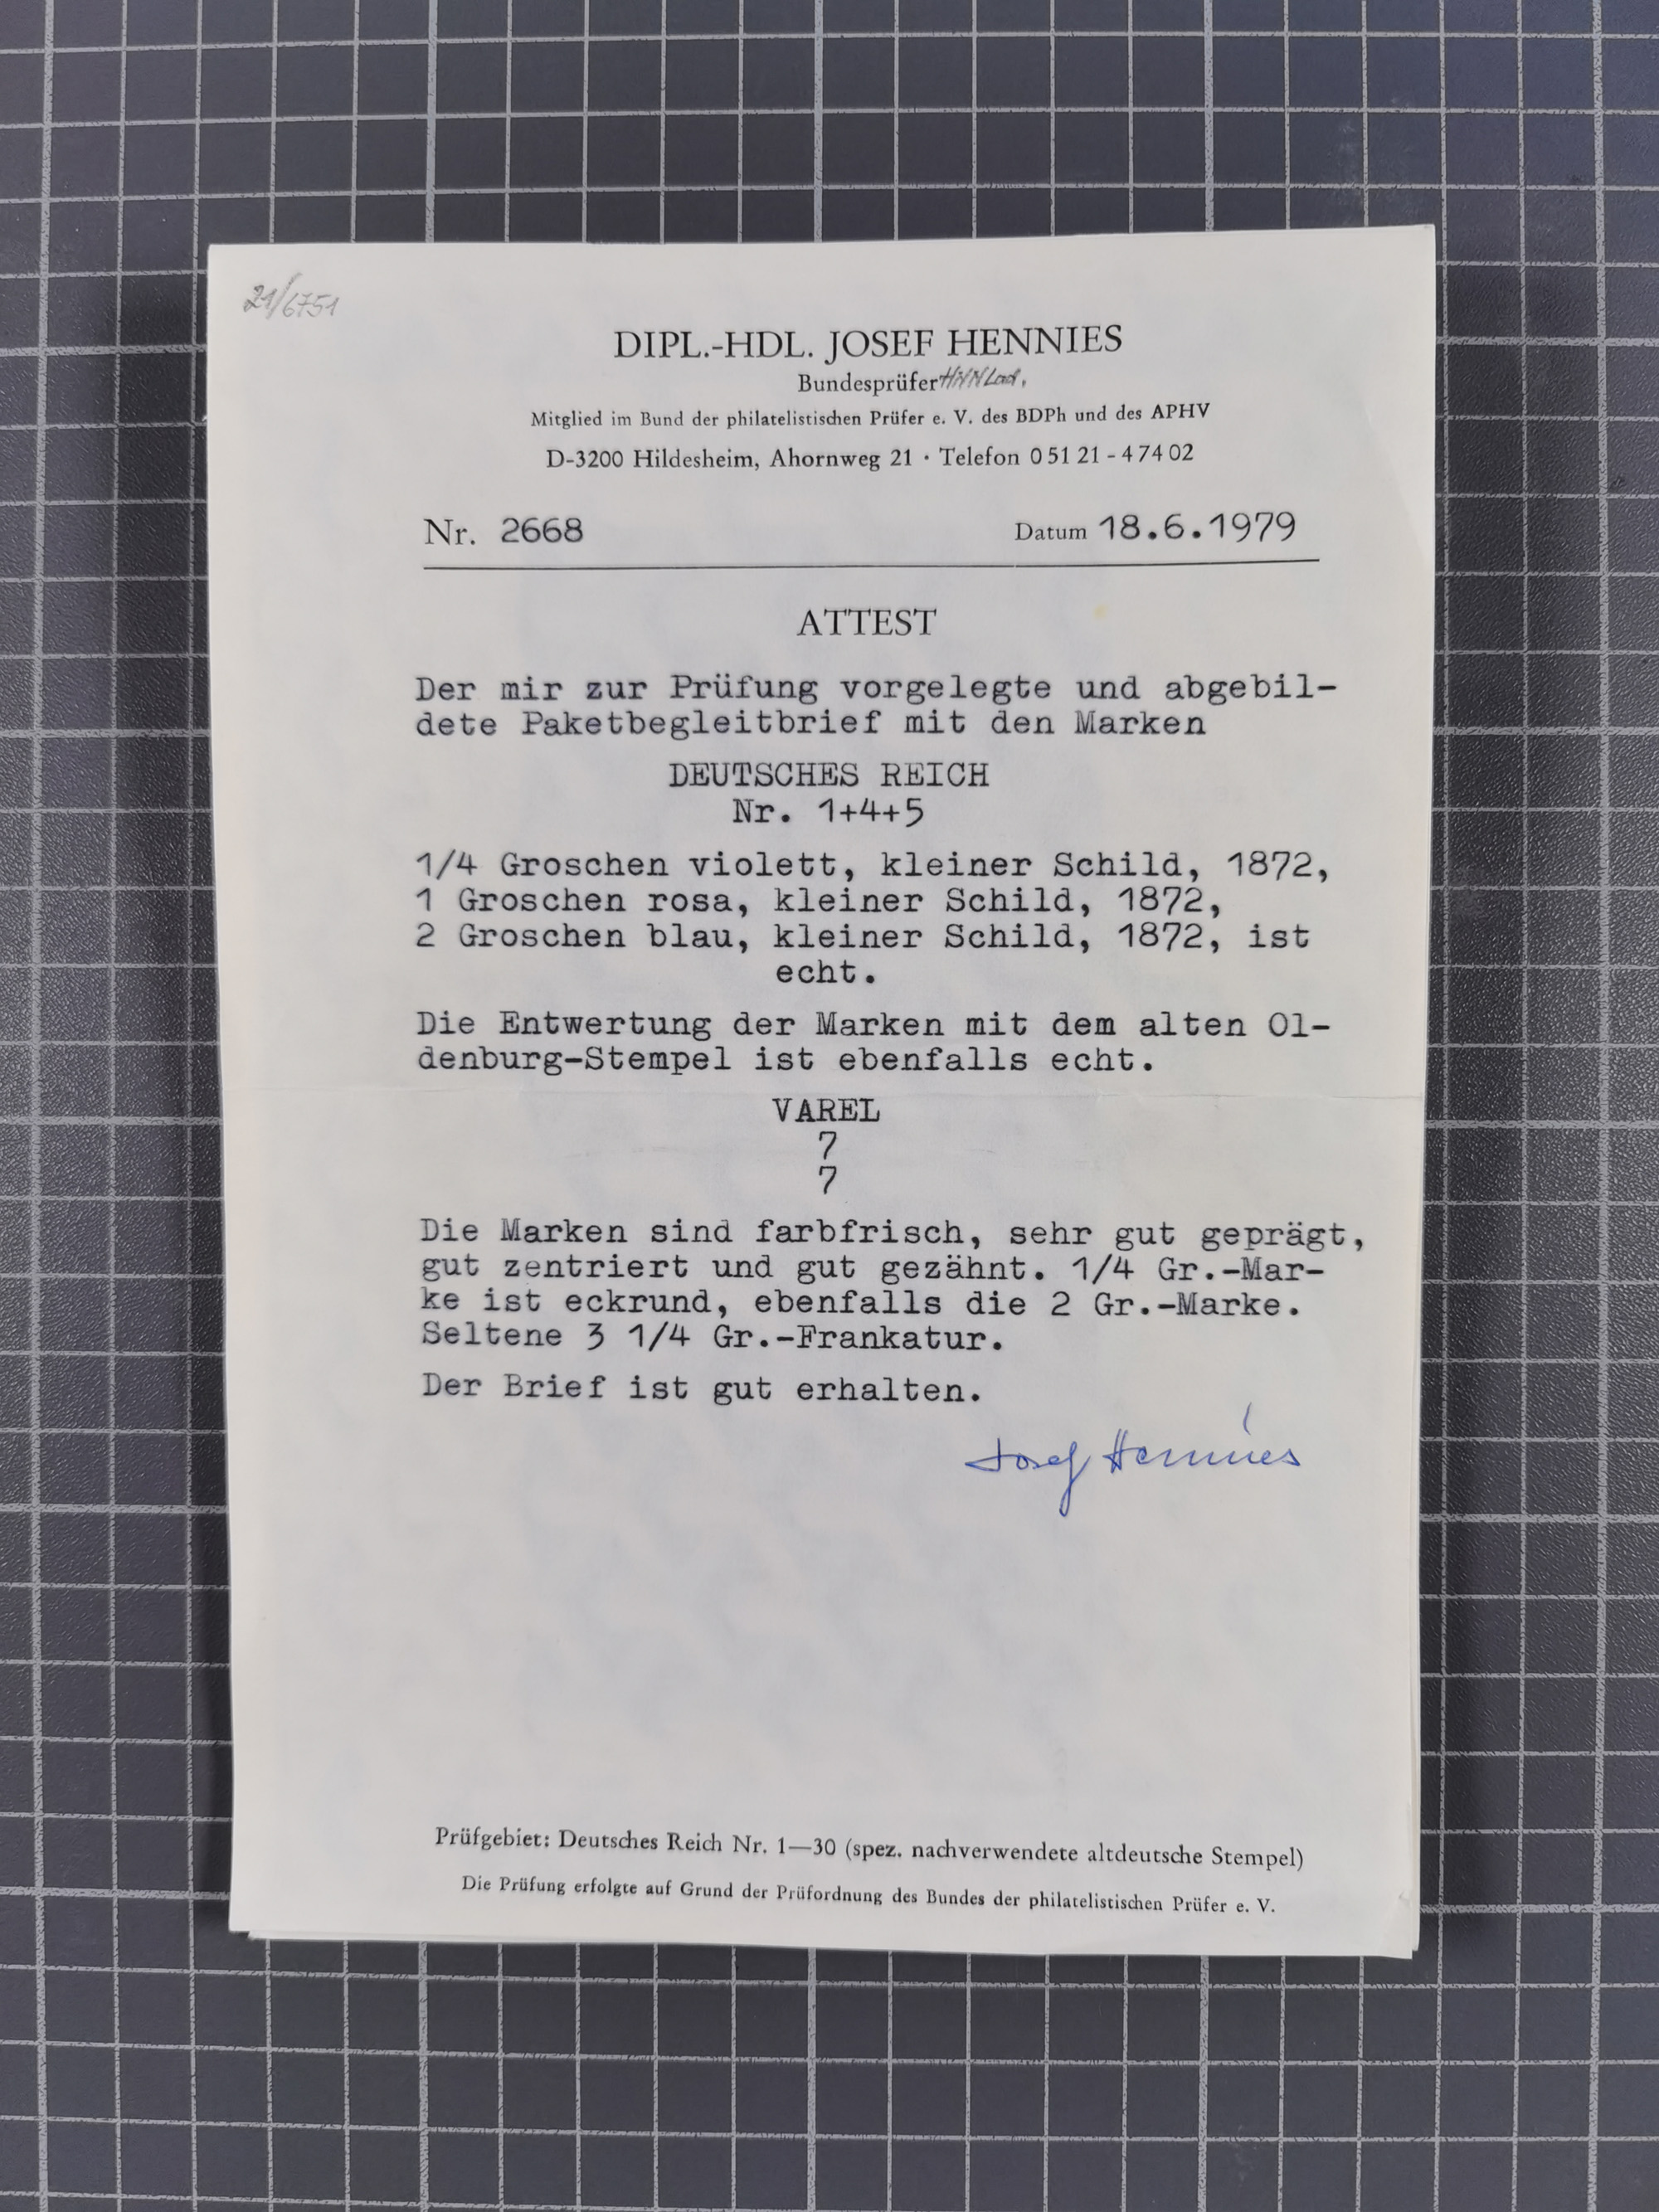 21/6751
DIPL.-HDL. JOSEF HENNIES
Bundesprüfer
Mitglied im Bund der philatelistischen Prüfer e. V. des BDPh und des APHV
D-3200 Hildesheim, Ahornweg 21 · Telefon 0 51 21 - 4 74 02
Nr. 2668 Datum 18.6.1979
ATTEST
Der mir zur Prüfung vorgelegte und abgebil-
dete Paketbegleitbrief mit den Marken
DEUTSCHES REICH
Nr. 1+4+5
1/4 Groschen violett, kleiner Schild, 1872,
1 Groschen rosa, kleiner Schild, 1872,
2 Groschen blau, kleiner Schild, 1872, ist
echt.
Die Entwertung der Marken mit dem alten Ol-
denburg-Stempel ist ebenfalls echt.
VAREL
7
7
Die Marken sind farbfrisch, sehr gut geprägt,
gut zentriert und gut gezähnt. 1/4 Gr.-Mar-
ke ist eckrund, ebenfalls die 2 Gr.-Marke.
Seltene 3 1/4 Gr.-Frankatur.
Der Brief ist gut erhalten.
Josef Hennies
Prüfgebiet: Deutsches Reich Nr. 1—30 (spez. nachverwendete altdeutsche Stempel)
Die Prüfung erfolgte auf Grund der Prüfordnung des Bundes der philatelistischen Prüfer e. V.